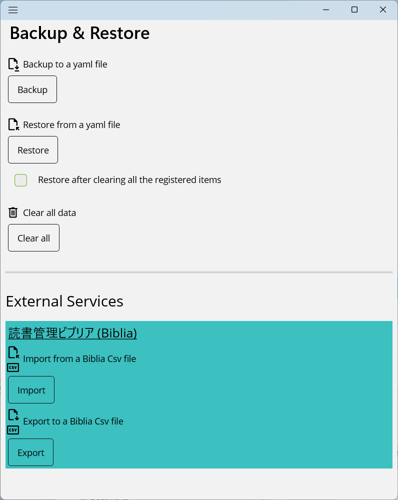 Backup & Restore
Backup to a yaml file
Backup
Restore from a yaml file
Restore
Restore after clearing all the registered items
Clear all data
Clear all
External Services
読書管理ビブリア (Biblia)
Import from a Biblia Csv file
CSV
Import
Export to a Biblia Csv file
CSV
Export